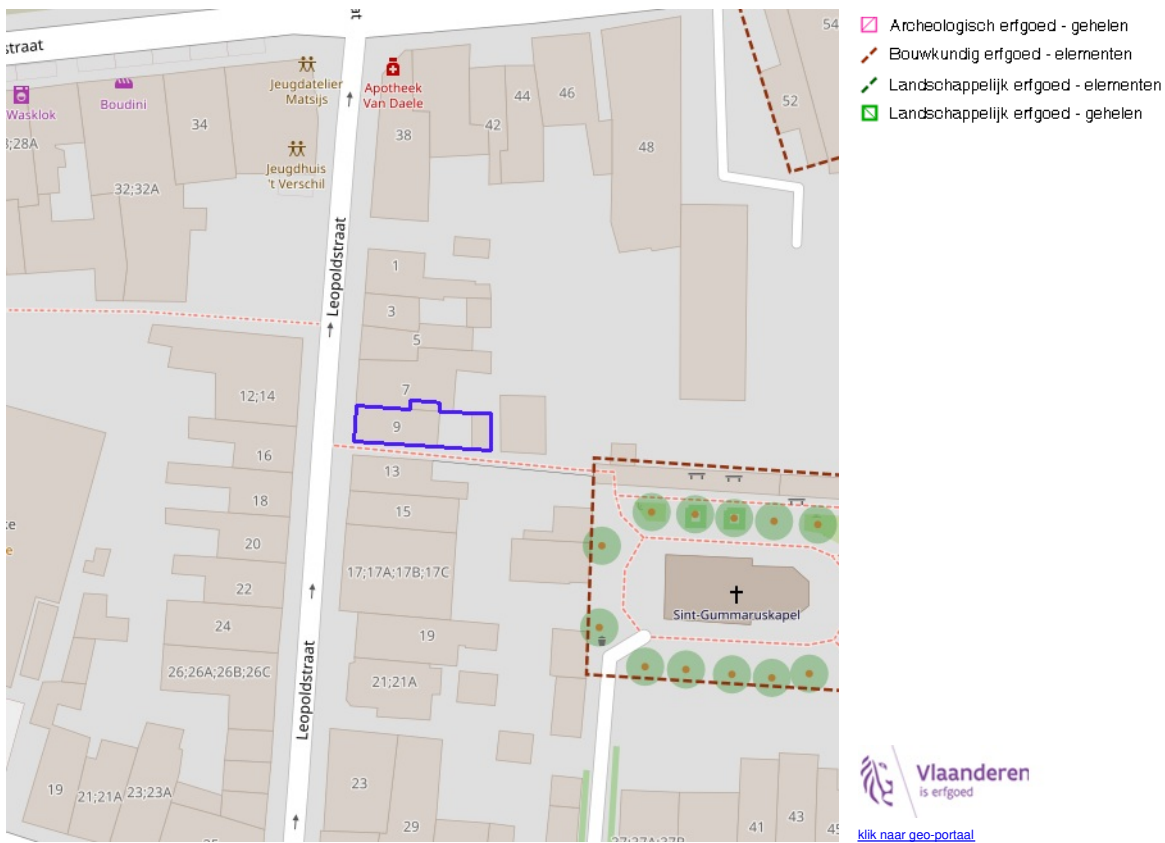 straat
at
Wasklok
Boudini
Jeugdatelier
Matsijs
Apotheek
Van Daele
34
38
42
44
46
48
52
54
;28A
32;32A
Jeugdhuis
't Verschil
Leopoldstraat
1
3
5
7
9
12;14
16
18
20
22
24
26;26A;26B;26C
13
15
17;17A;17B;17C
19
21;21A
Sint-Gummaruskapel
Leopoldstraat
19
21;21A
23;23A
23
29
41
43
Archeologisch erfgoed - gehelen
Bouwkundig erfgoed - elementen
Landschappelijk erfgoed - elementen
Landschappelijk erfgoed - gehelen
Vlaanderen
is erfgoed
klik naar geo-portaal